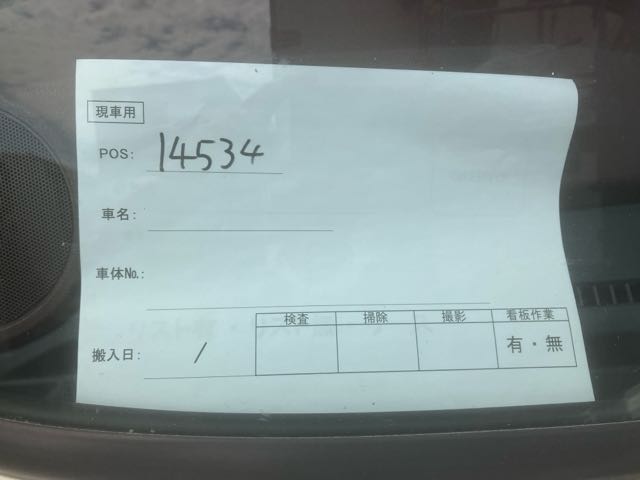 現車用
POS: 14534
車名:
車体No.:
検査 掃除 撮影 看板作業
搬入日: / 有・無